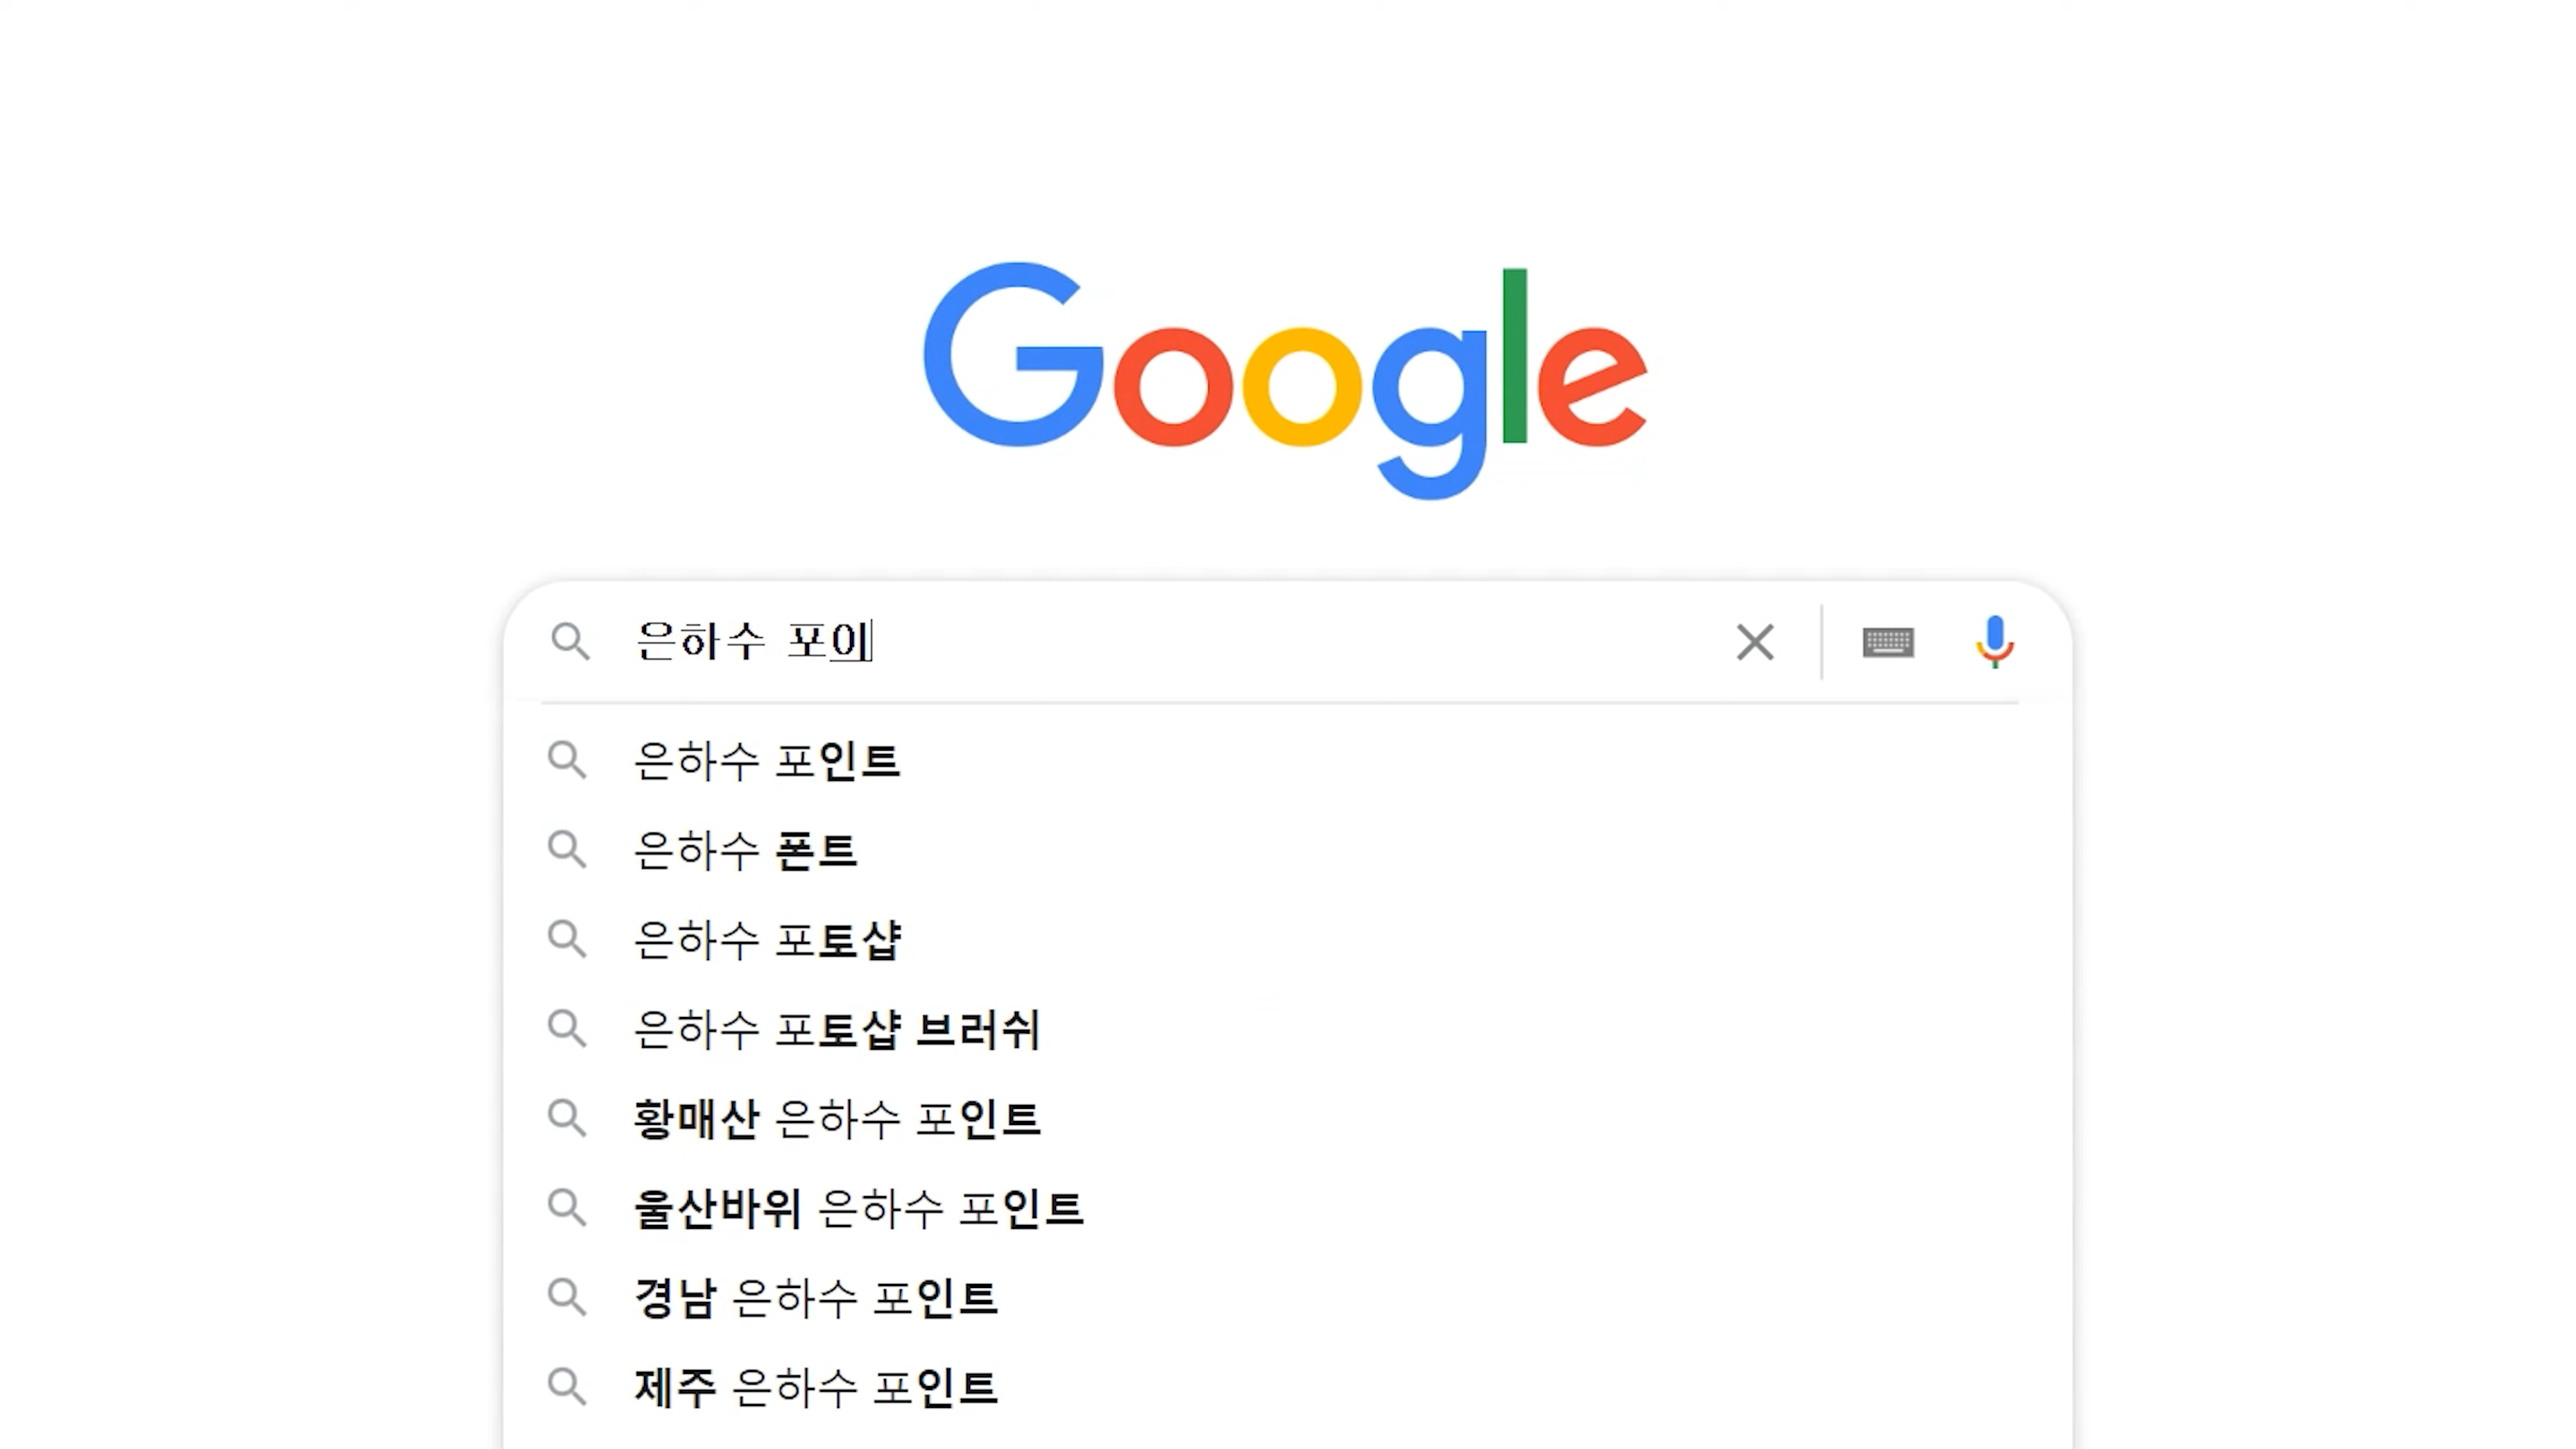 Google
은하수 포이
은하수 포인트
은하수 폰트
은하수 포토샵
은하수 포토샵 브러쉬
황매산 은하수 포인트
울산바위 은하수 포인트
경남 은하수 포인트
제주 은하수 포인트